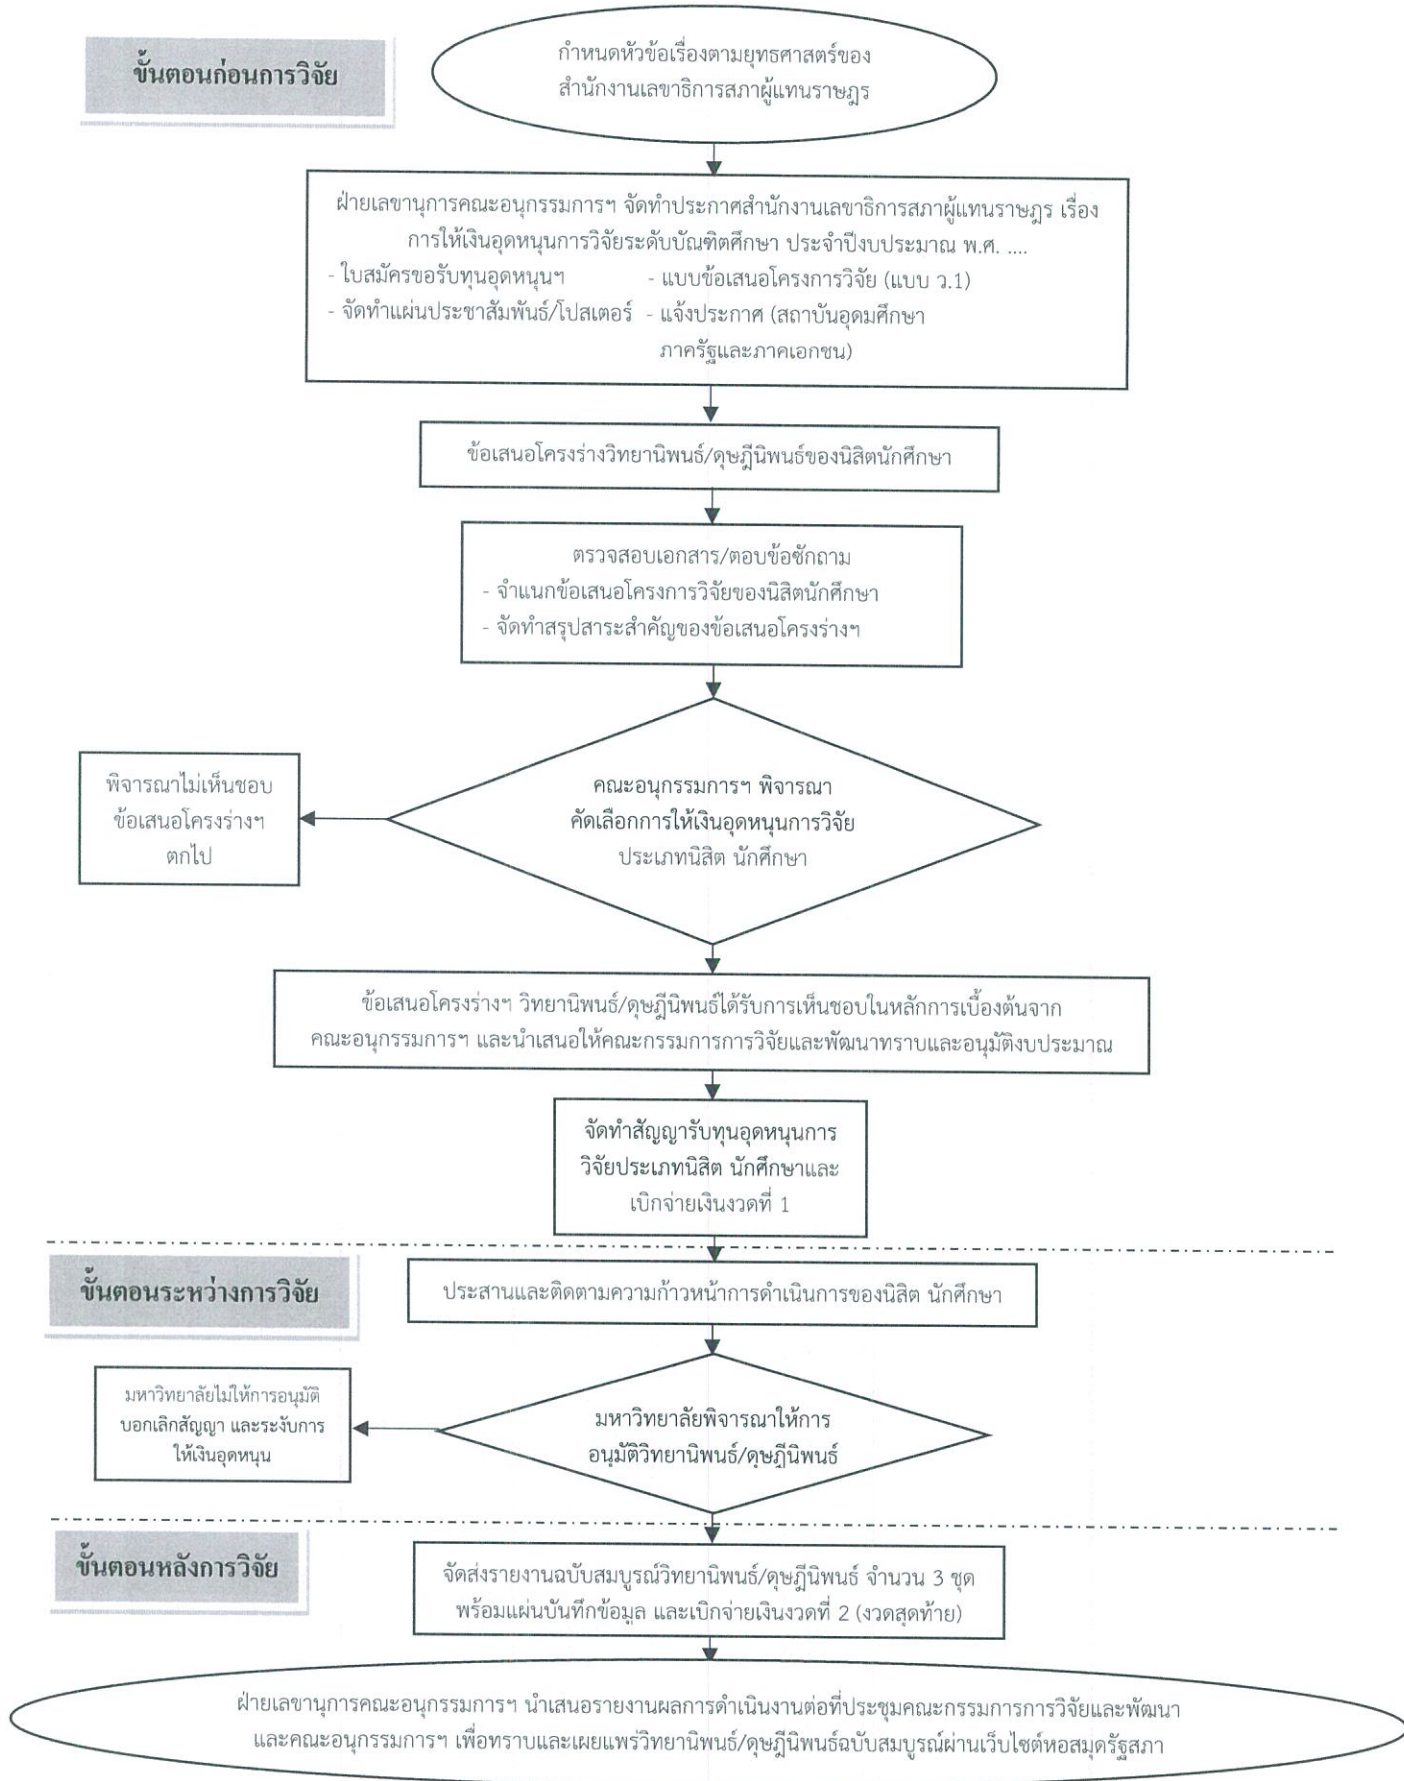 ขั้นตอนก่อนการวิจัย
กำหนดหัวข้อเรื่องตามยุทธศาสตร์ของ
สำนักงานเลขาธิการสภาผู้แทนราษฎร
ฝ่ายเลขานุการคณะอนุกรรมการฯ จัดทำประกาศสำนักงานเลขาธิการสภาผู้แทนราษฎร เรื่อง
การให้เงินอุดหนุนการวิจัยระดับบัณฑิตศึกษา ประจำปีงบประมาณ พ.ศ. ....
- ใบสมัครขอรับทุนอุดหนุนฯ - แบบข้อเสนอโครงการวิจัย (แบบ ว.1)
- จัดทำแผ่นประชาสัมพันธ์/โปสเตอร์ - แจ้งประกาศ (สถาบันอุดมศึกษา
ภาครัฐและภาคเอกชน)
ข้อเสนอโครงร่างวิทยานิพนธ์/ดุษฎีนิพนธ์ของนิสิตนักศึกษา
ตรวจสอบเอกสาร/ตอบข้อซักถาม
- จำแนกข้อเสนอโครงการวิจัยของนิสิตนักศึกษา
- จัดทำสรุปสาระสำคัญของข้อเสนอโครงร่างฯ
คณะอนุกรรมการฯ พิจารณา
คัดเลือกการให้เงินอุดหนุนการวิจัย
ประเภทนิสิต นักศึกษา
พิจารณาไม่เห็นชอบ
ข้อเสนอโครงร่างฯ
ตกไป
ข้อเสนอโครงร่างฯ วิทยานิพนธ์/ดุษฎีนิพนธ์ได้รับการเห็นชอบในหลักการเบื้องต้นจาก
คณะอนุกรรมการฯ และนำเสนอให้คณะกรรมการการวิจัยและพัฒนาทราบและอนุมัติงบประมาณ
จัดทำสัญญารับทุนอุดหนุนการ
วิจัยประเภทนิสิต นักศึกษาและ
เบิกจ่ายเงินงวดที่ 1
ขั้นตอนระหว่างการวิจัย
ประสานและติดตามความก้าวหน้าการดำเนินการของนิสิต นักศึกษา
มหาวิทยาลัยพิจารณาให้การ
อนุมัติวิทยานิพนธ์/ดุษฎีนิพนธ์
มหาวิทยาลัยไม่ให้การอนุมัติ
บอกเลิกสัญญา และระงับการ
ให้เงินอุดหนุน
ขั้นตอนหลังการวิจัย
จัดส่งรายงานฉบับสมบูรณ์วิทยานิพนธ์/ดุษฎีนิพนธ์ จำนวน 3 ชุด
พร้อมแผ่นบันทึกข้อมูล และเบิกจ่ายเงินงวดที่ 2 (งวดสุดท้าย)
ฝ่ายเลขานุการคณะอนุกรรมการฯ นำเสนอรายงานผลการดำเนินงานต่อที่ประชุมคณะกรรมการการวิจัยและพัฒนา
และคณะอนุกรรมการฯ เพื่อทราบและเผยแพร่วิทยานิพนธ์/ดุษฎีนิพนธ์ฉบับสมบูรณ์ผ่านเว็บไซต์หอสมุดรัฐสภา